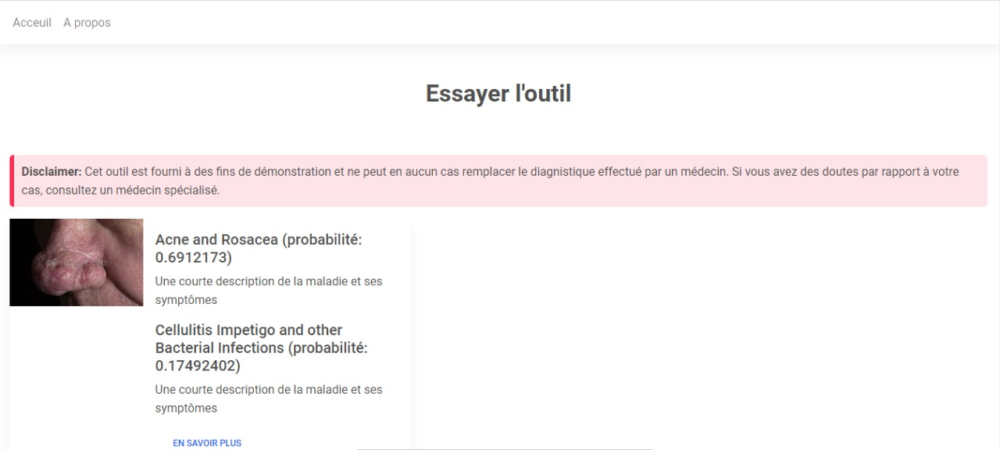 Acceuil A propos
Essayer l'outil
Disclaimer: Cet outil est fourni à des fins de démonstration et ne peut en aucun cas remplacer le diagnistique effectué par un médecin. Si vous avez des doutes par rapport à votre
cas, consultez un médecin spécialisé.
Acne and Rosacea (probabilité:
0.6912173)
Une courte description de la maladie et ses
symptômes
Cellulitis Impetigo and other
Bacterial Infections (probabilité:
0.17492402)
Une courte description de la maladie et ses
symptômes
EN SAVOIR PLUS